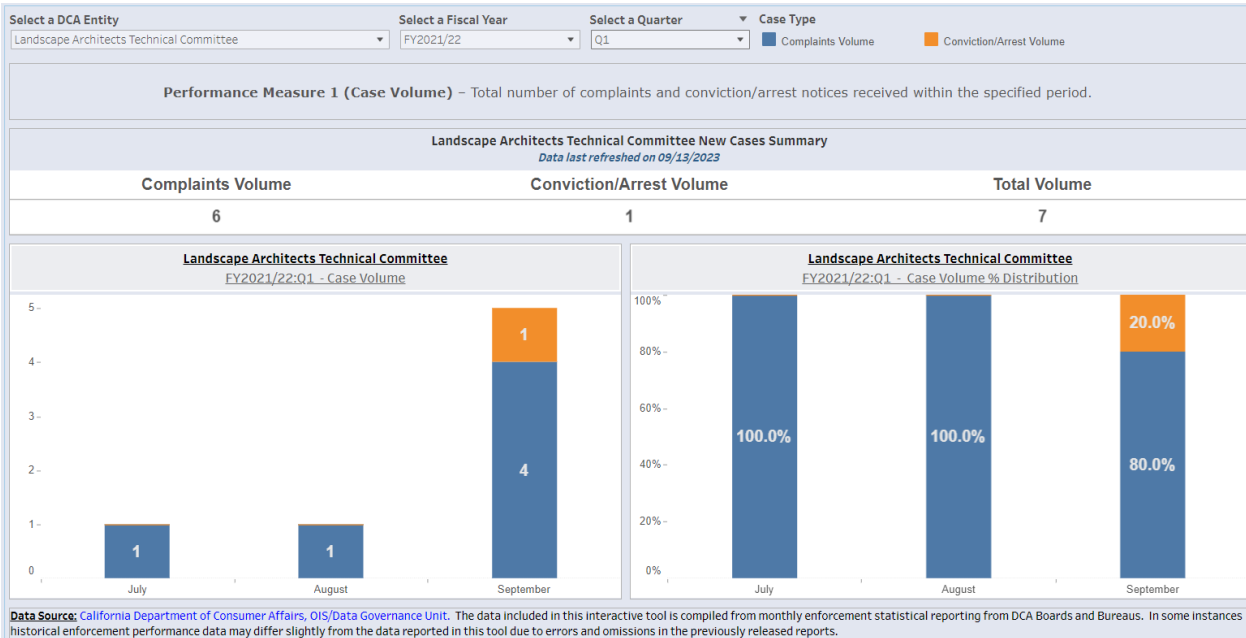 Select a DCA Entity Select a Fiscal Year Select a Quarter Case Type
Landscape Architects Technical Committee FY2021/22 Q1 Complaints Volume Conviction/Arrest Volume
Performance Measure 1 (Case Volume) – Total number of complaints and conviction/arrest notices received within the specified period.
Landscape Architects Technical Committee New Cases Summary
Data last refreshed on 09/13/2023
Complaints Volume Conviction/Arrest Volume Total Volume
6 1 7
Landscape Architects Technical Committee
FY2021/22:Q1 - Case Volume
5
4
3
2
1
0
1
1
1
4
July August September
Landscape Architects Technical Committee
FY2021/22:Q1 - Case Volume % Distribution
100%
80%
60%
40%
20%
0%
100.0%
100.0%
20.0%
80.0%
July August September
Data Source: California Department of Consumer Affairs, OIS/Data Governance Unit. The data included in this interactive tool is compiled from monthly enforcement statistical reporting from DCA Boards and Bureaus. In some instances
historical enforcement performance data may differ slightly from the data reported in this tool due to errors and omissions in the previously released reports.